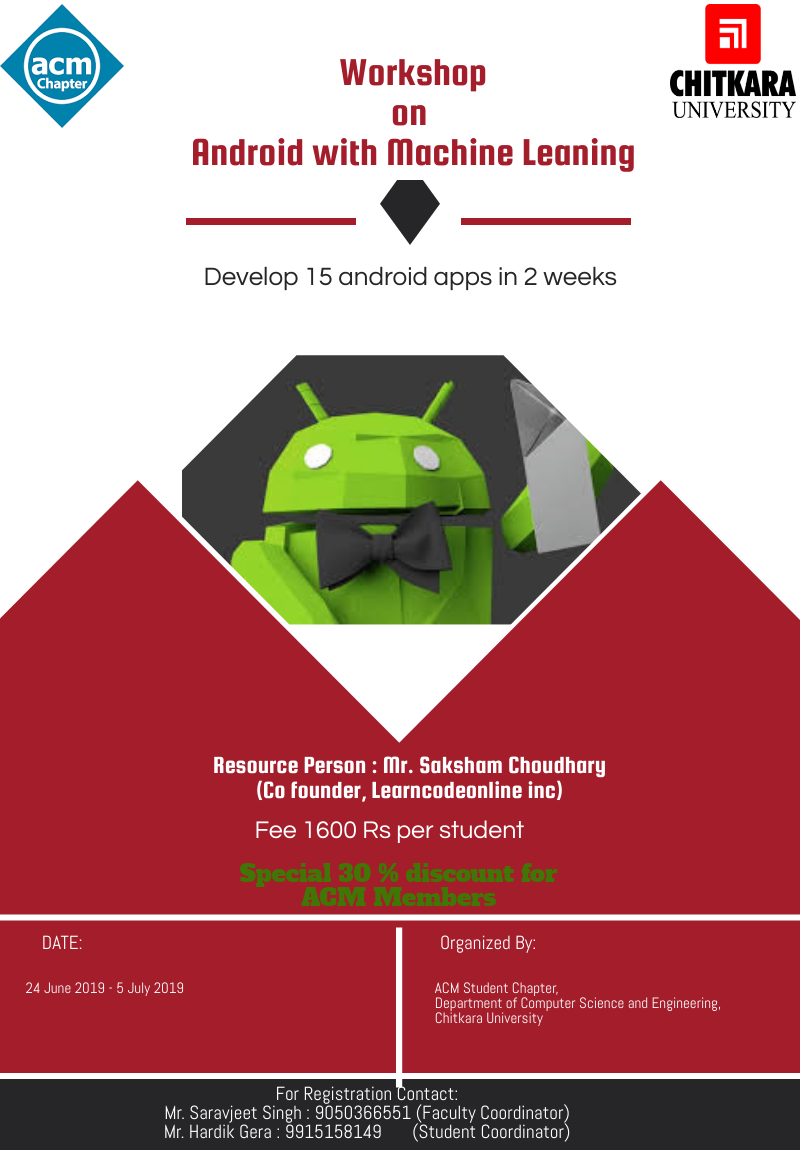 acm
Chapter
CHITKARA
UNIVERSITY
Workshop
on
Android with Machine Leaning
Develop 15 android apps in 2 weeks
Resource Person : Mr. Saksham Choudhary
(Co founder, Learncodeonline inc)
Fee 1600 Rs per student
Special 30 % discount for
ACM Members
DATE:
24 June 2019 - 5 July 2019
Organized By:
ACM Student Chapter,
Department of Computer Science and Engineering,
Chitkara University
For Registration Contact:
Mr. Saravjeet Singh : 9050366551 (Faculty Coordinator)
Mr. Hardik Gera : 9915158149 (Student Coordinator)